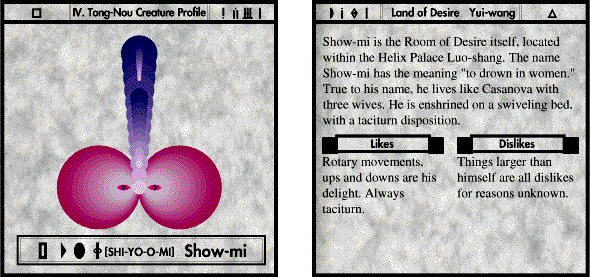 IV. Tong-Nou Creature Profile
[SHI-YO-O-MI] Show-mi
Land of Desire Yui-wang
Show-mi is the Room of Desire itself, located
within the Helix Palace Luo-shang. The name
Show-mi has the meaning "to drown in women."
True to his name, he lives like Casanova with
three wives. He is enshrined on a swiveling bed,
with a taciturn disposition.
Likes
Rotary movements,
ups and downs are his
delight. Always
taciturn.
Dislikes
Things larger than
himself are all dislikes
for reasons unknown.